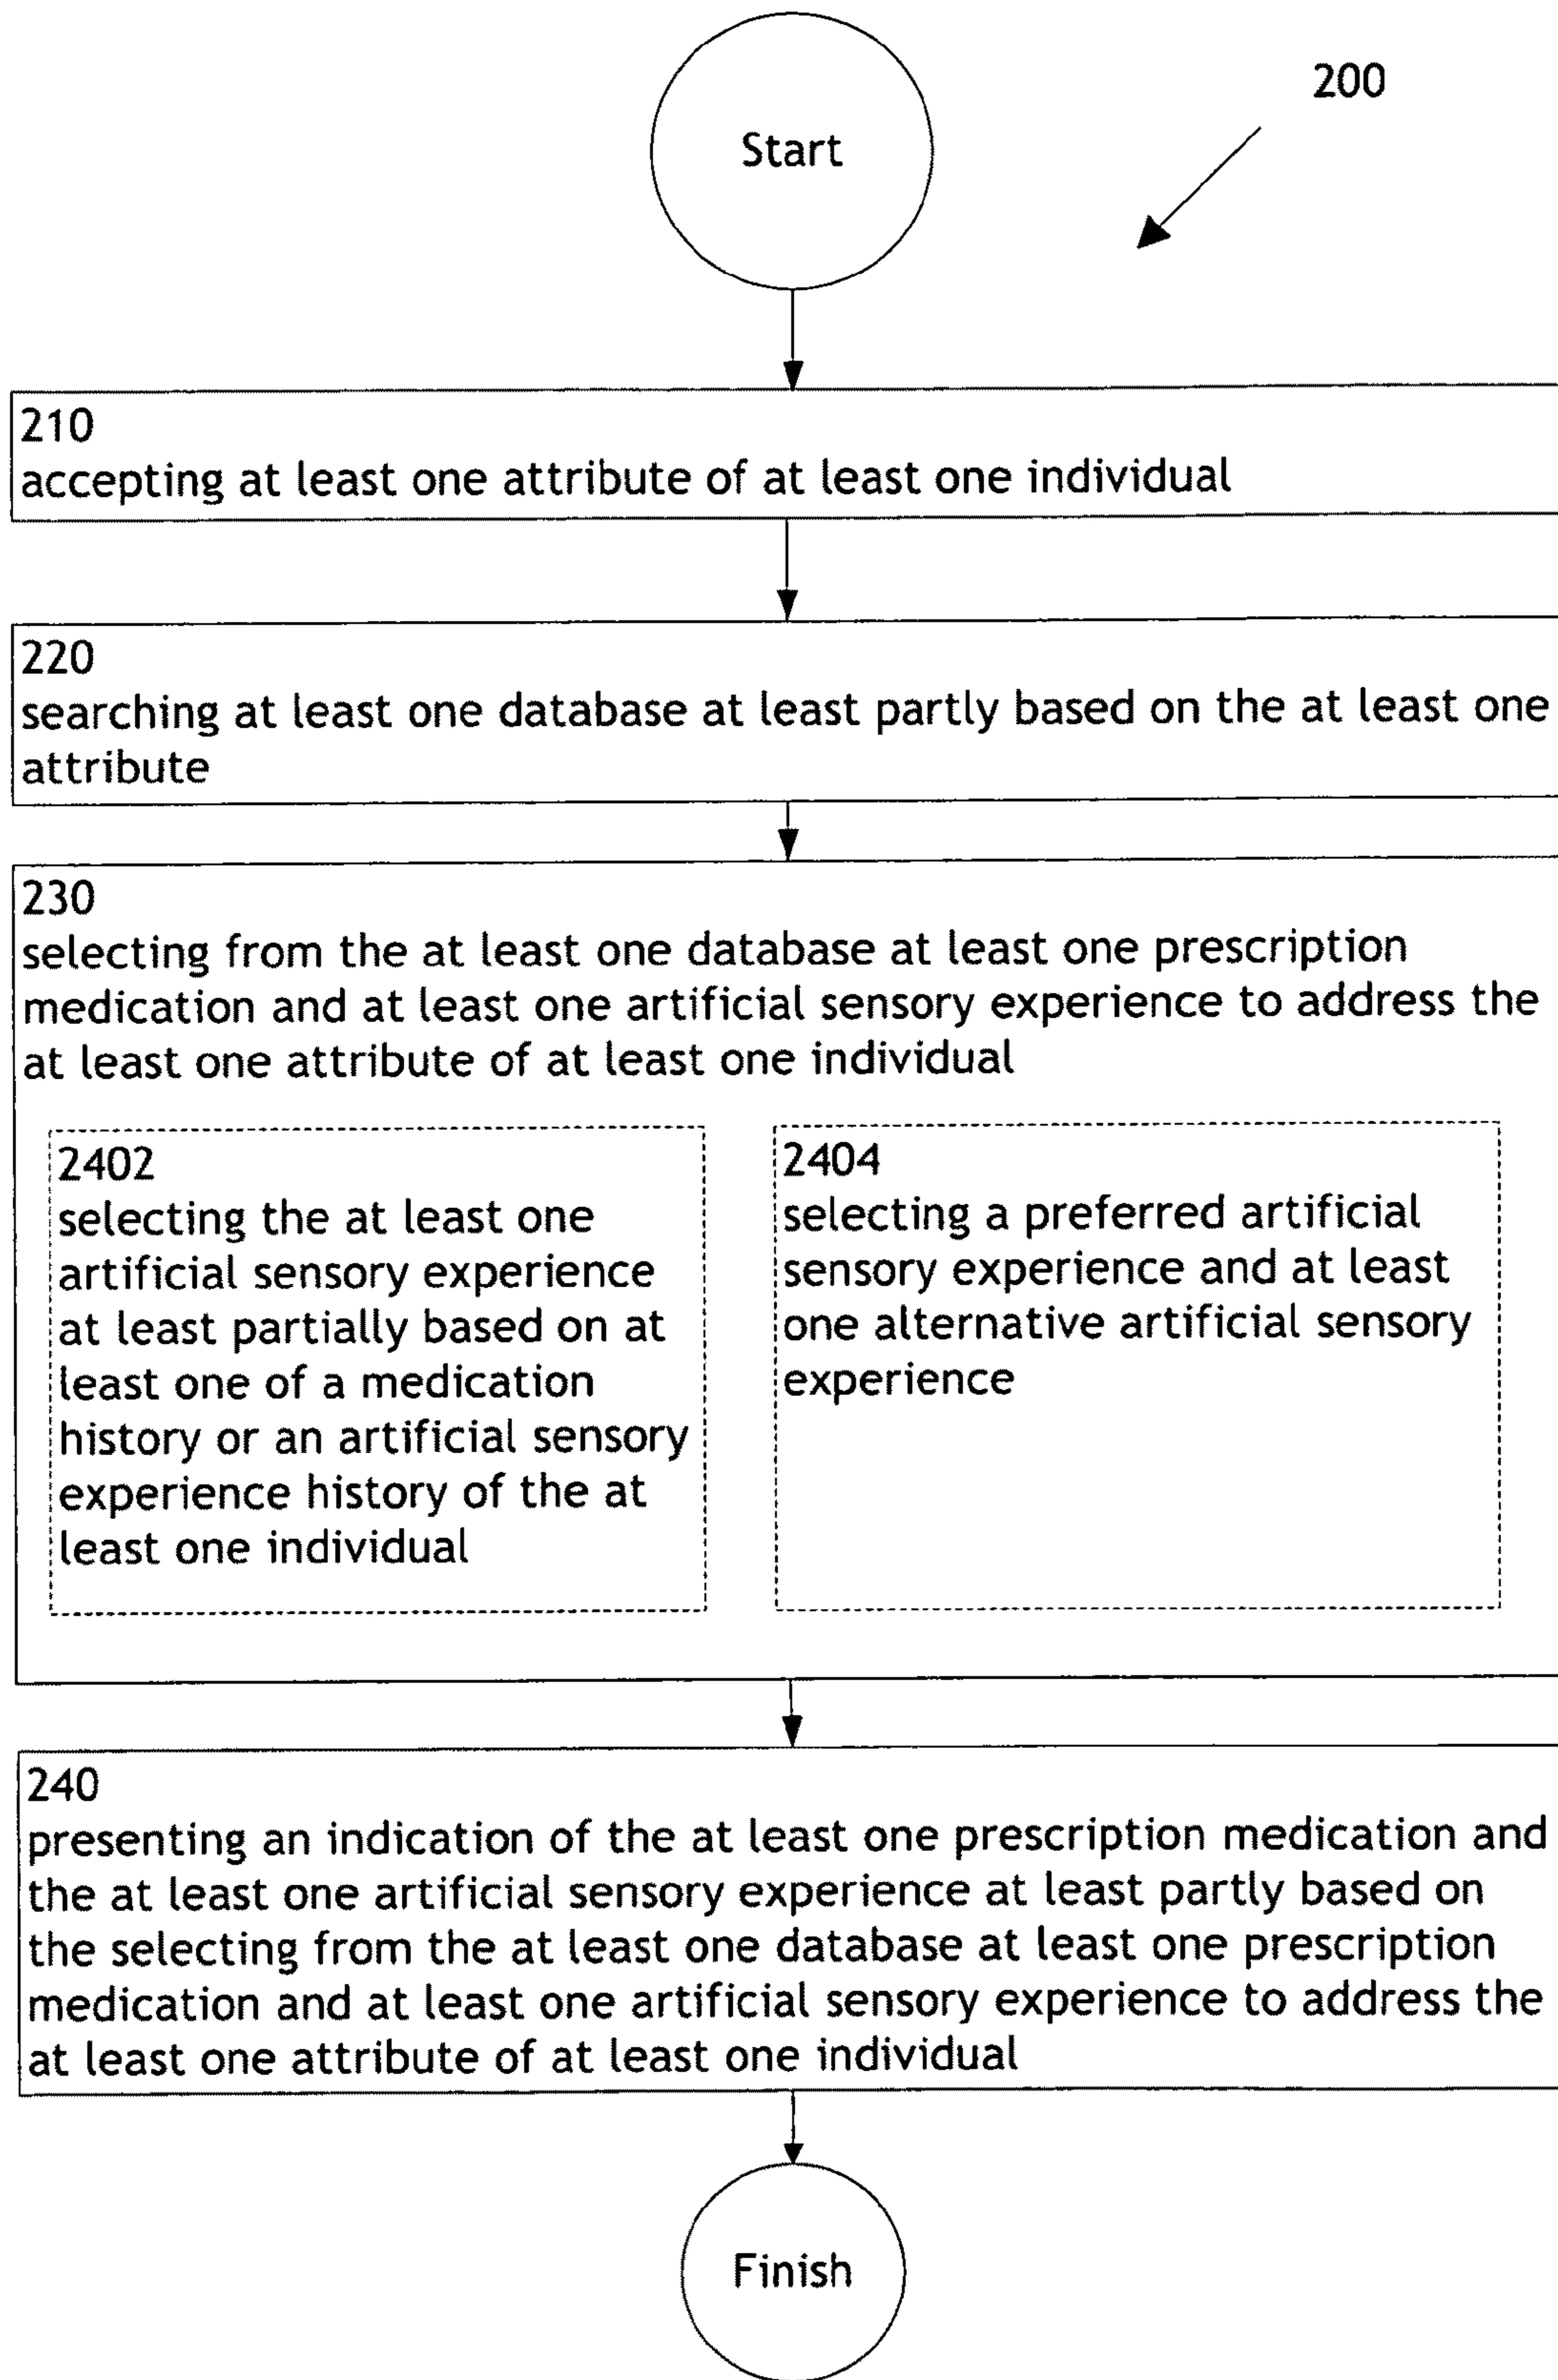 Start
200
210
accepting at least one attribute of at least one individual
220
searching at least one database at least partly based on the at least one
attribute
230
selecting from the at least one database at least one prescription
medication and at least one artificial sensory experience to address the
at least one attribute of at least one individual
2402
selecting the at least one
artificial sensory experience
at least partially based on at
least one of a medication
history or an artificial sensory
experience history of the at
least one individual
2404
selecting a preferred artificial
sensory experience and at least
one alternative artificial sensory
experience
240
presenting an indication of the at least one prescription medication and
the at least one artificial sensory experience at least partly based on
the selecting from the at least one database at least one prescription
medication and at least one artificial sensory experience to address the
at least one attribute of at least one individual
Finish